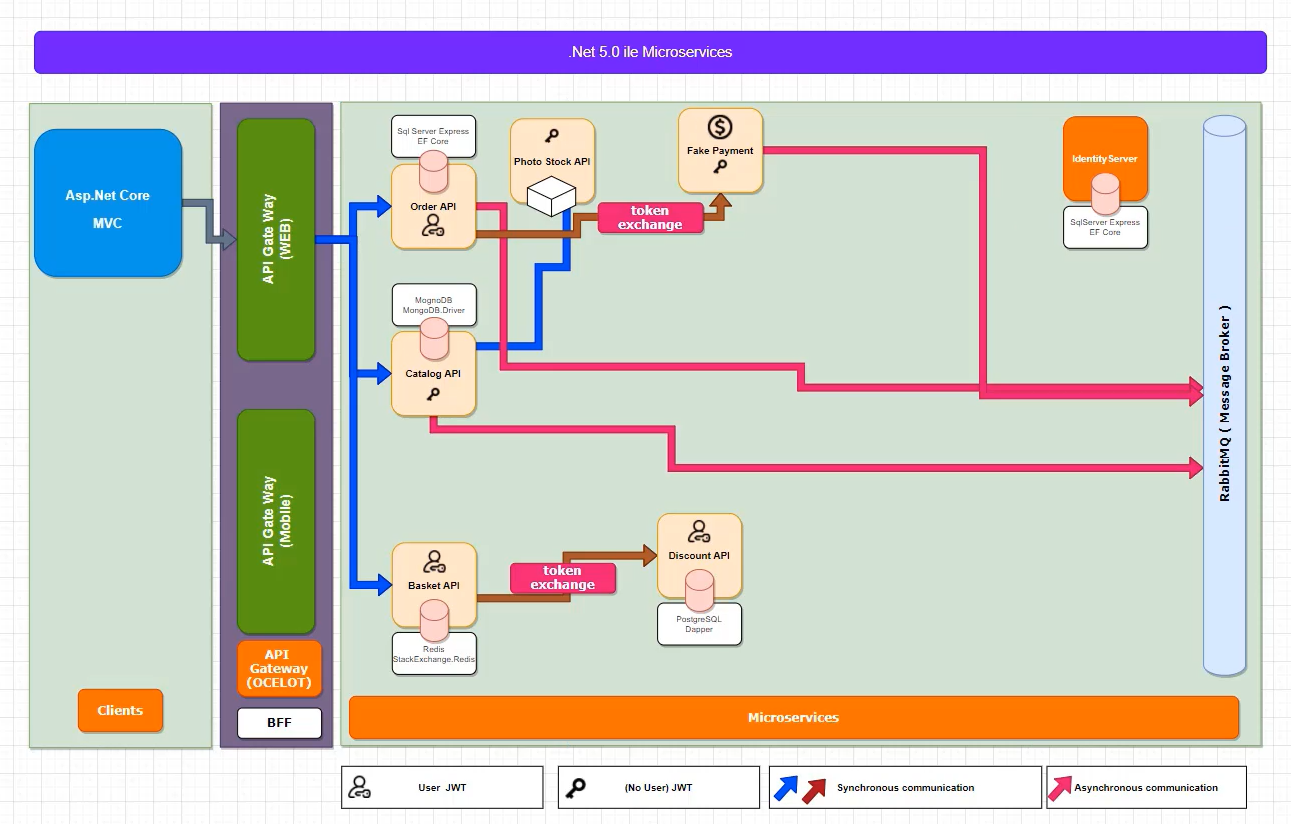 .Net 5.0 ile Microservices
Asp.Net Core
MVC
Clients
API Gate Way
(WEB)
API Gate Way
(Mobile)
API
Gateway
(OCELOT)
BFF
Sql Server Express
EF Core
Order API
Photo Stock API
Fake Payment
token
exchange
IdentityServer
SqlServer Express
EF Core
MognoDB
MongoDB.Driver
Catalog API
RabbitMQ ( Message Broker )
Basket API
Redis
StackExchange.Redis
token
exchange
Discount API
PostgreSQL
Dapper
Microservices
User JWT
(No User) JWT
Synchronous communication
Asynchronous communication